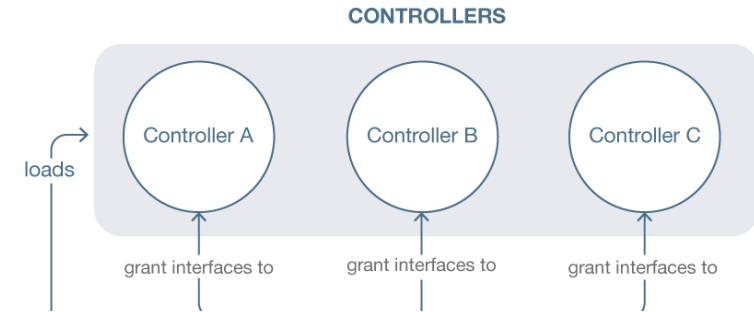 CONTROLLERS
Controller A
Controller B
Controller C
loads
grant interfaces to
grant interfaces to
grant interfaces to